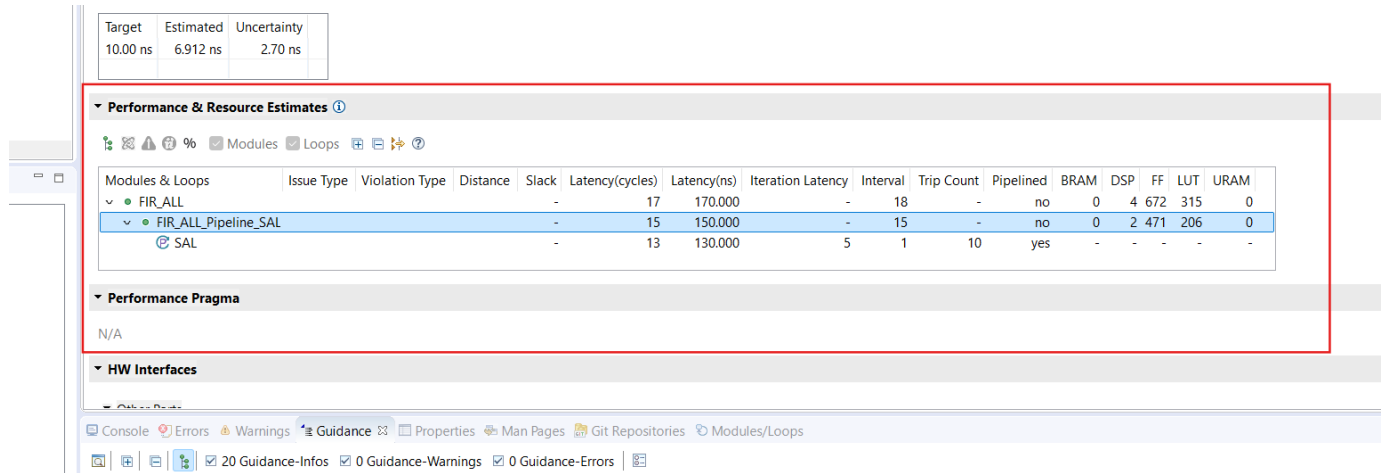 Target Estimated Uncertainty
10.00 ns 6.912 ns 2.70 ns
Performance & Resource Estimates
% Modules Loops
Modules & Loops Issue Type Violation Type Distance Slack Latency(cycles) Latency(ns) Iteration Latency Interval Trip Count Pipelined BRAM DSP FF LUT URAM
FIR_ALL - 17 170.000 - 18 - no 0 4 672 315 0
FIR_ALL_Pipeline_SAL - 15 150.000 - 15 - no 0 2 471 206 0
SAL - 13 130.000 5 1 10 yes - - - - -
Performance Pragma
N/A
HW Interfaces
Console Errors Warnings Guidance Properties Man Pages Git Repositories Modules/Loops
20 Guidance-Infos 0 Guidance-Warnings 0 Guidance-Errors